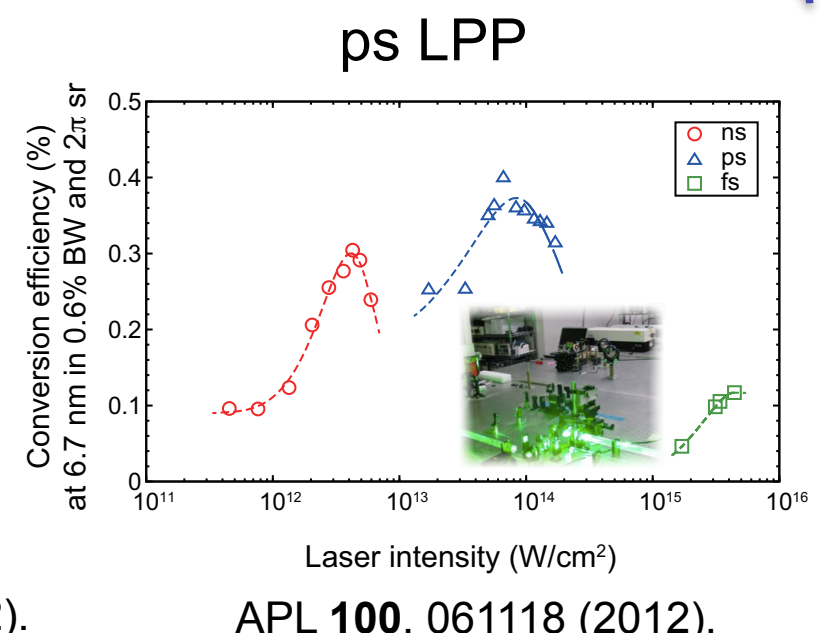 ps LPP
Conversion efficiency (%)
at 6.7 nm in 0.6% BW and 2π sr
0.5
0.4
0.3
0.2
0.1
0
ns
ps
fs
10¹¹
10¹²
10¹³
10¹⁴
10¹⁵
10¹⁶
Laser intensity (W/cm²)
).
APL 100, 061118 (2012).